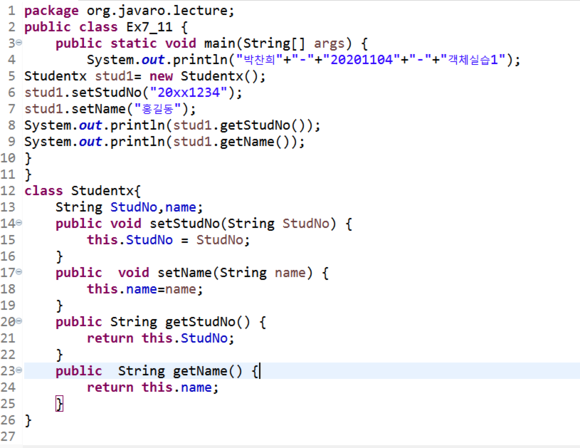 1 package org.javaro.lecture;
2 public class Ex7_11 {
3     public static void main(String[] args) {
4         System.out.println("박찬희"+"-"+"20201104"+"-"+"객체실습1");
5 Studentx stud1= new Studentx();
6 stud1.setStudNo("20xx1234");
7 stud1.setName("홍길동");
8 System.out.println(stud1.getStudNo());
9 System.out.println(stud1.getName());
10 }
11 }
12 class Studentx{
13     String StudNo,name;
14     public void setStudNo(String StudNo) {
15         this.StudNo = StudNo;
16     }
17     public  void setName(String name) {
18         this.name=name;
19     }
20     public String getStudNo() {
21         return this.StudNo;
22     }
23     public  String getName() {
24         return this.name;
25     }
26 }
27